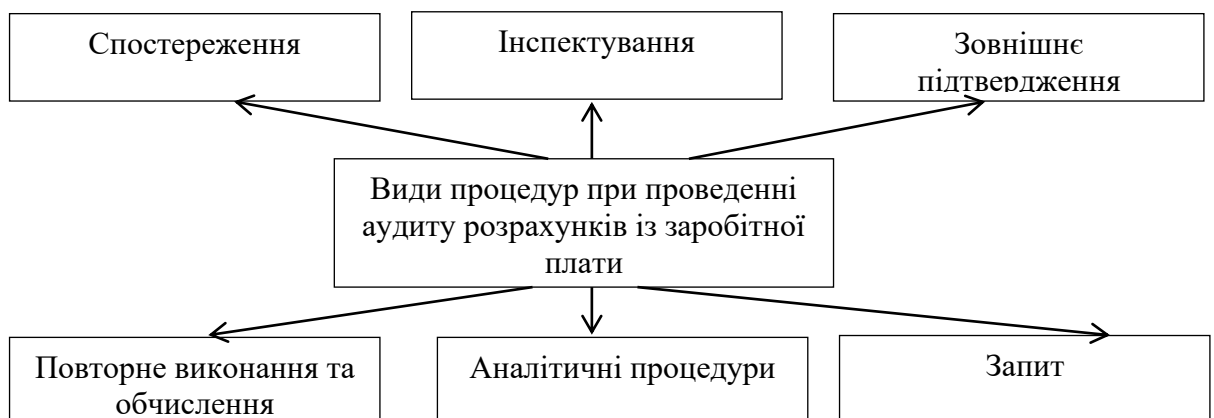 Спостереження
Інспектування
Зовнішнє
підтвердження
Види процедур при проведенні
аудиту розрахунків із заробітної
плати
Повторне виконання та
обчислення
Аналітичні процедури
Запит